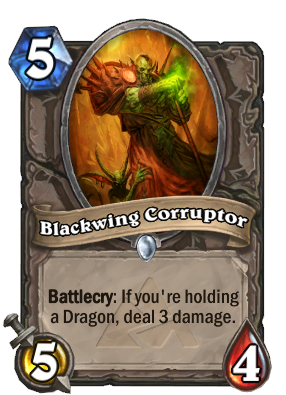 5
Blackwing Corruptor
Battlecry: If you're holding
a Dragon, deal 3 damage.
5
4